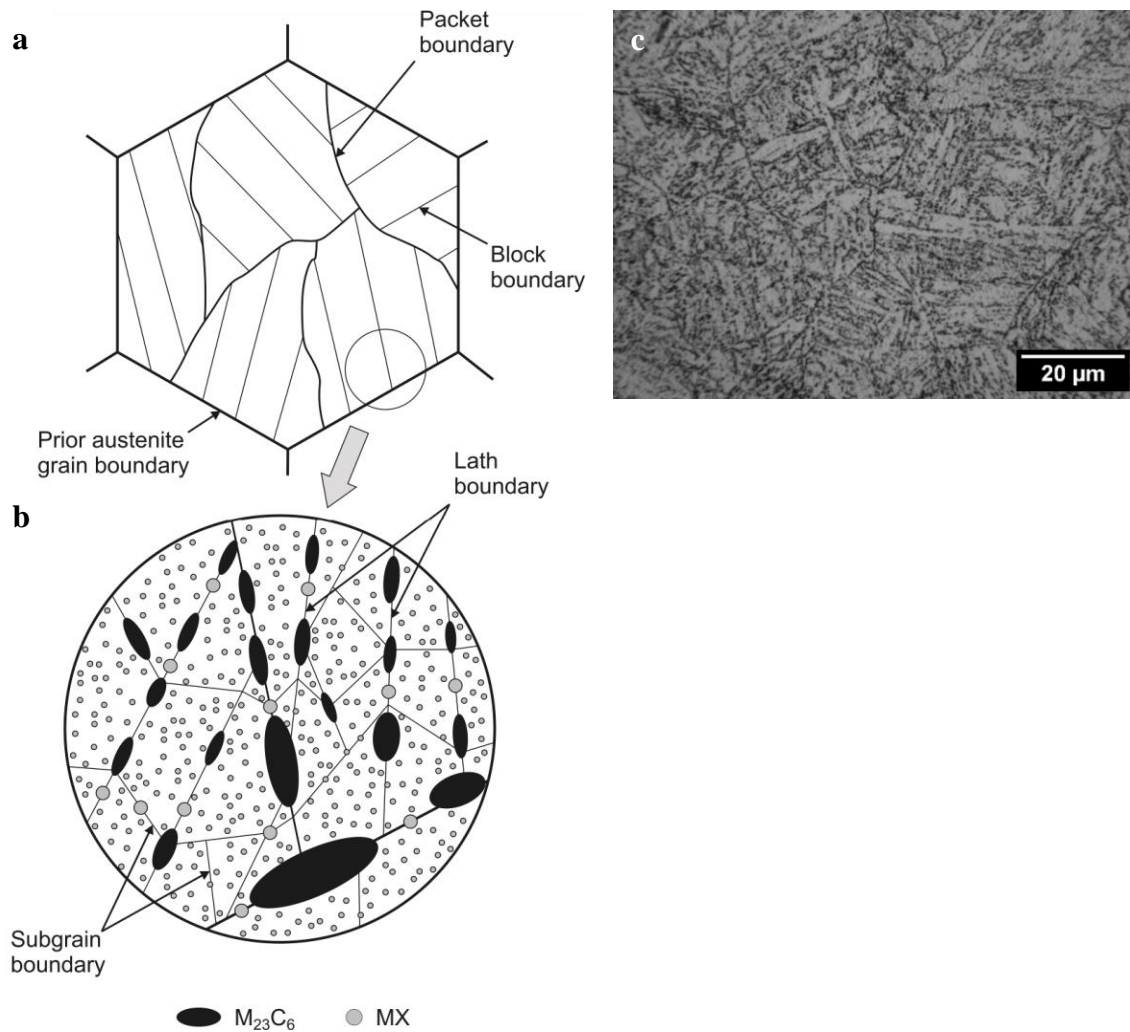 a
Packet
boundary
Block
boundary
Prior austenite
grain boundary
b
Lath
boundary
Subgrain
boundary
M₂₃C₆
MX
c
20 µm